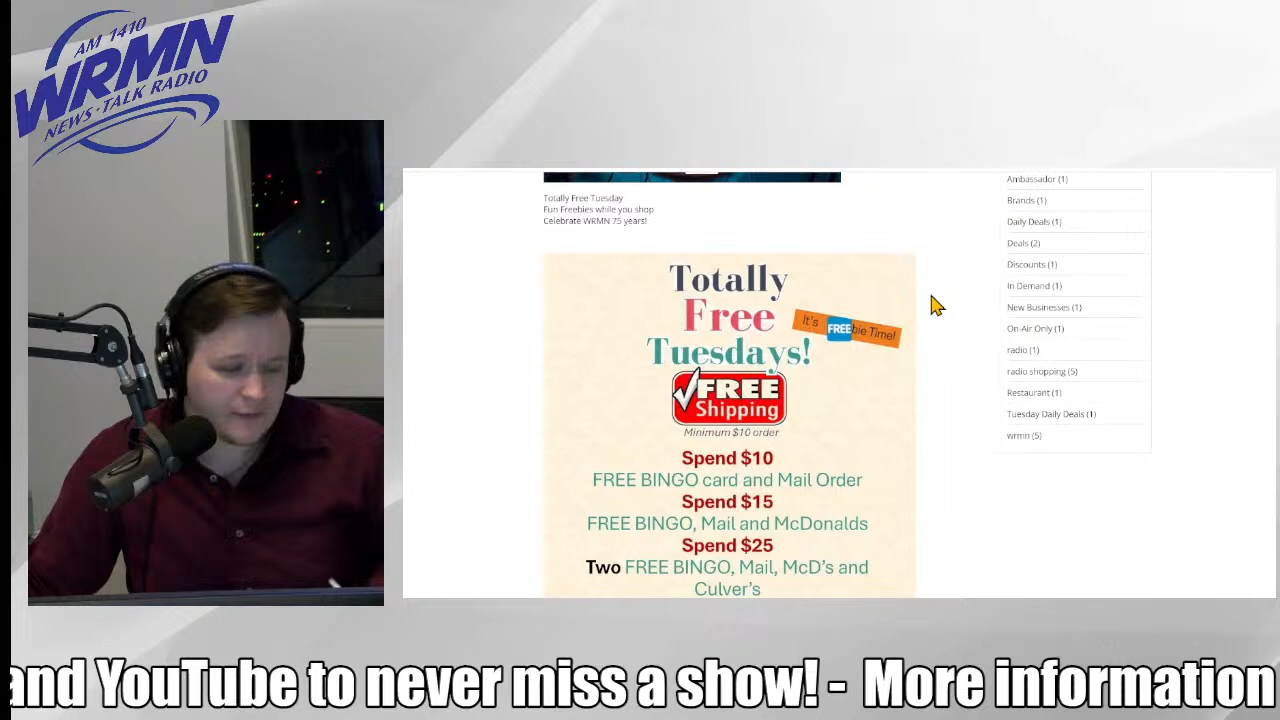 AM 1410
WRMN
NEWS·TALK RADIO
Totally Free Tuesday
Fun Freebies while you shop
Celebrate WRMN 75 years!
Totally
Free
Tuesdays!
It's FREEbie Time!
FREE
Shipping
Minimum $10 order
Spend $10
FREE BINGO card and Mail Order
Spend $15
FREE BINGO, Mail and McDonalds
Spend $25
Two FREE BINGO, Mail, McD's and
Culver's
Ambassador (1)
Brands (1)
Daily Deals (1)
Deals (2)
Discounts (1)
In Demand (1)
New Businesses (1)
On-Air Only (1)
radio (1)
radio shopping (5)
Restaurant (1)
Tuesday Daily Deals (1)
wrmn (5)
and YouTube to never miss a show! - More information